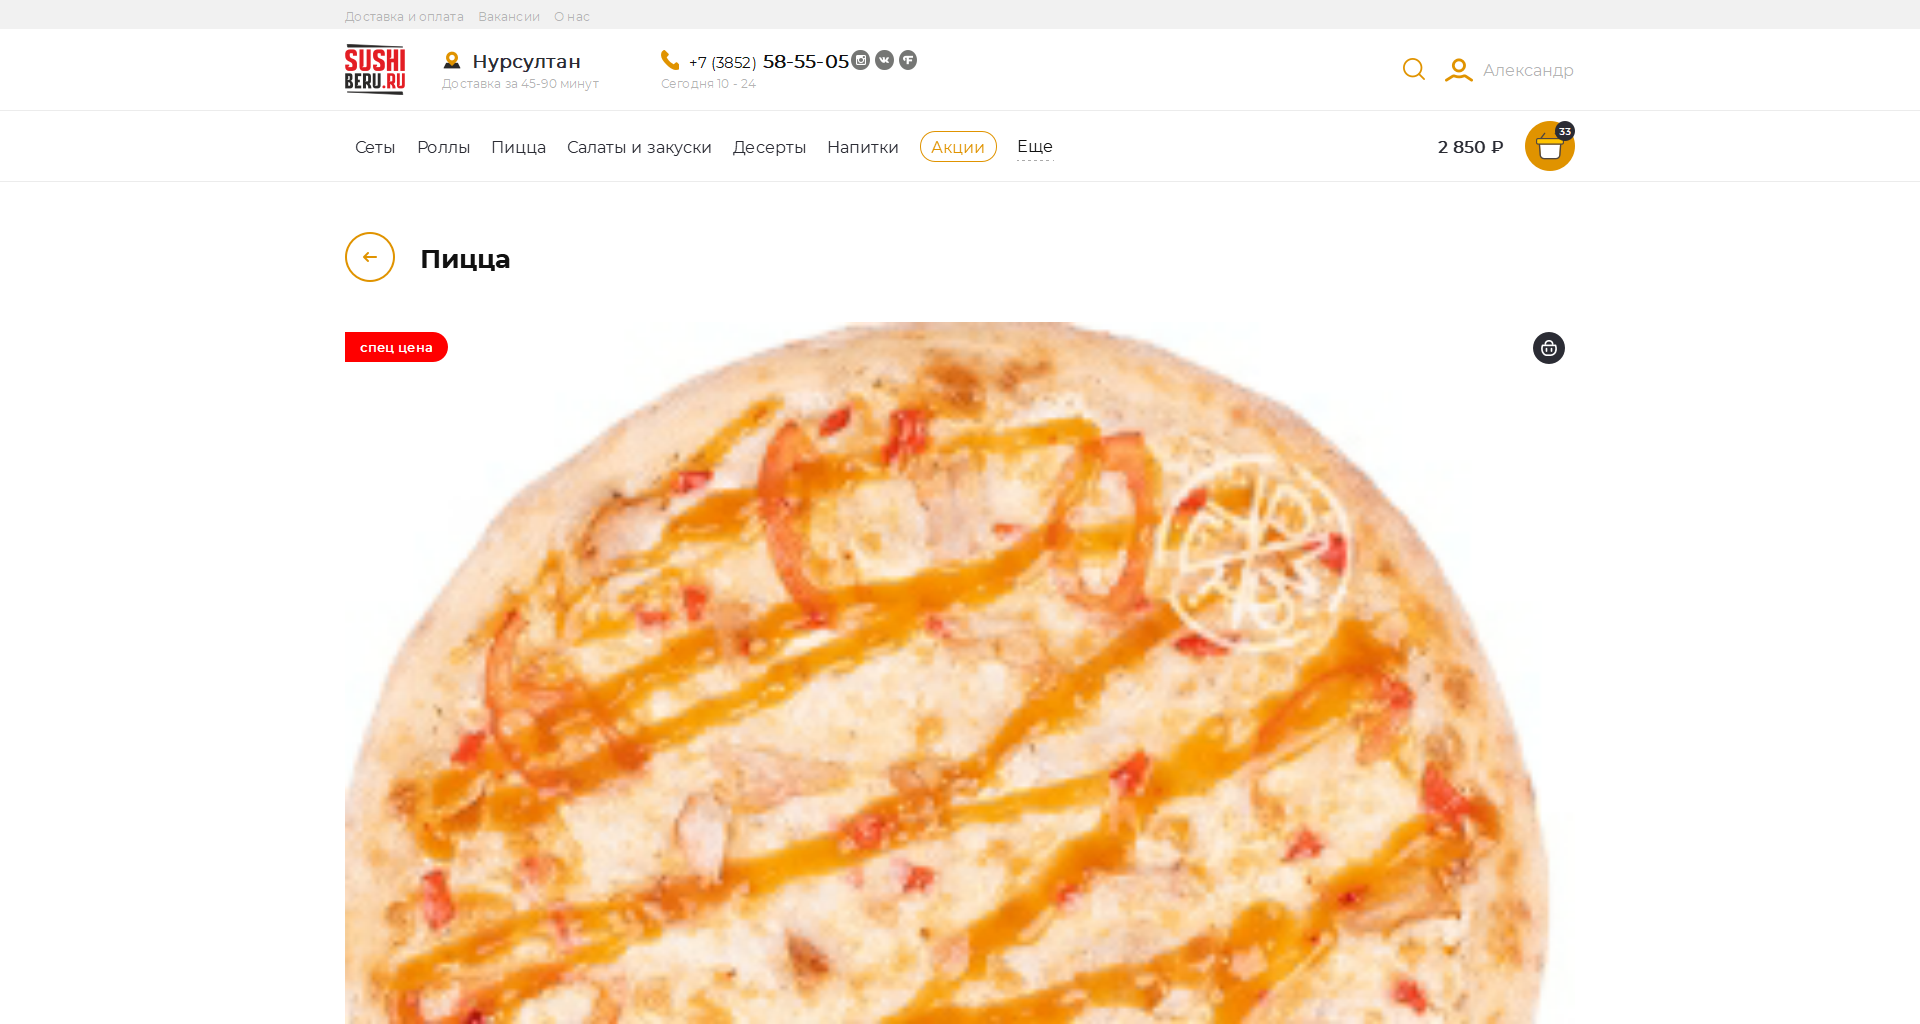 Доставка и оплата Вакансии О нас
SUSHI
BERU.RU
Нурсултан
Доставка за 45-90 минут
+7 (3852) 58-55-05
Сегодня 10 - 24
Александр
Сеты Роллы Пицца Салаты и закуски Десерты Напитки Акции Еще
2 850 ₽
33
Пицца
спец цена